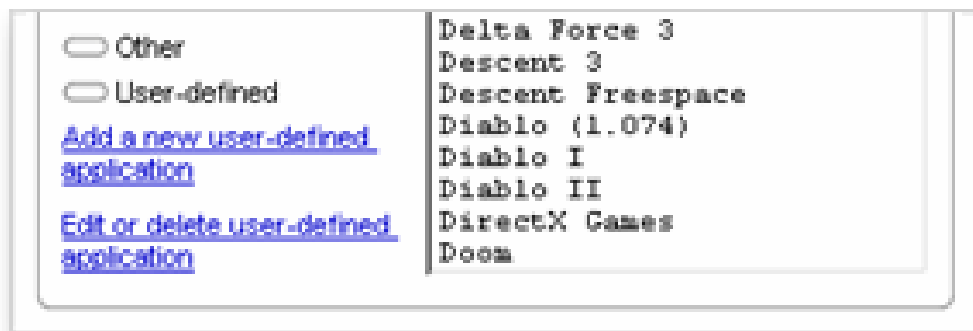 Other
User-defined
Add a new user-defined
application
Edit or delete user-defined
application
Delta Force 3
Descent 3
Descent Freespace
Diablo (1.074)
Diablo I
Diablo II
DirectX Games
Doom